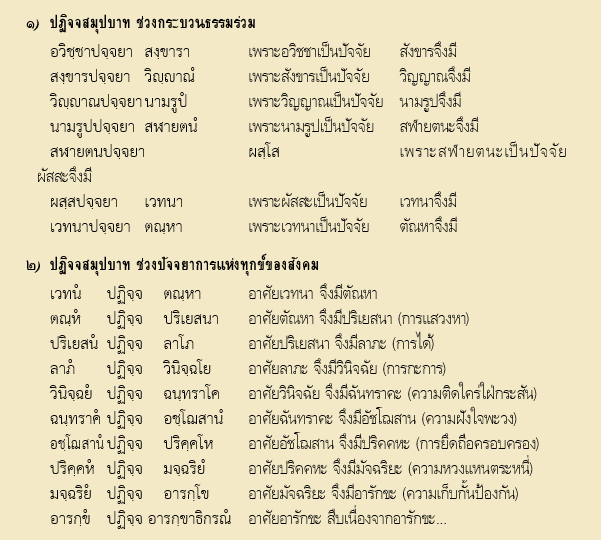 ๑) ปฏิจจสมุปบาท ช่วงกระบวนธรรมร่วม
อวิชฺชาปจฺจยา สงฺขารา เพราะอวิชชาเป็นปัจจัย สังขารจึงมี
สงฺขารปจฺจยา วิญฺญาณํ เพราะสังขารเป็นปัจจัย วิญญาณจึงมี
วิญฺญาณปจฺจยา นามรูปํ เพราะวิญญาณเป็นปัจจัย นามรูปจึงมี
นามรูปปจฺจยา สฬายตนํ เพราะนามรูปเป็นปัจจัย สฬายตนะจึงมี
สฬายตนปจฺจยา ผสฺโส เพราะสฬายตนะเป็นปัจจัย
ผัสสะจึงมี
ผสฺสปจฺจยา เวทนา เพราะผัสสะเป็นปัจจัย เวทนาจึงมี
เวทนาปจฺจยา ตณฺหา เพราะเวทนาเป็นปัจจัย ตัณหาจึงมี
๒) ปฏิจจสมุปบาท ช่วงปัจจยาการแห่งทุกข์ของสังคม
เวทนํ ปฏิจฺจ ตณฺหา อาศัยเวทนา จึงมีตัณหา
ตณฺหํ ปฏิจฺจ ปริเยสนา อาศัยตัณหา จึงมีปริเยสนา (การแสวงหา)
ปริเยสนํ ปฏิจฺจ ลาโภ อาศัยปริเยสนา จึงมีลาภะ (การได้)
ลาภํ ปฏิจฺจ วินิจฺฉโย อาศัยลาภะ จึงมีวินิจฉัย (การกะการ)
วินิจฺฉยํ ปฏิจฺจ ฉนฺทราโค อาศัยวินิจฉัย จึงมีฉันทราคะ (ความติดใคร่ใฝ่กระสัน)
ฉนฺทราคํ ปฏิจฺจ อชฺโฌสานํ อาศัยฉันทราคะ จึงมีอัชโฌสาน (ความฝังใจพะวง)
อชฺโฌสานํ ปฏิจฺจ ปริคฺคโห อาศัยอัชโฌสาน จึงมีปริคคหะ (การยึดถือครอบครอง)
ปริคฺคหํ ปฏิจฺจ มจฺฉริยํ อาศัยปริคคหะ จึงมีมัจฉริยะ (ความหวงแหนตระหนี่)
มจฺฉริยํ ปฏิจฺจ อารกฺโข อาศัยมัจฉริยะ จึงมีอารักขะ (ความเก็บกั้นป้องกัน)
อารกฺขํ ปฏิจฺจ อารกฺขาธิกรณํ อาศัยอารักขะ สืบเนื่องจากอารักขะ...